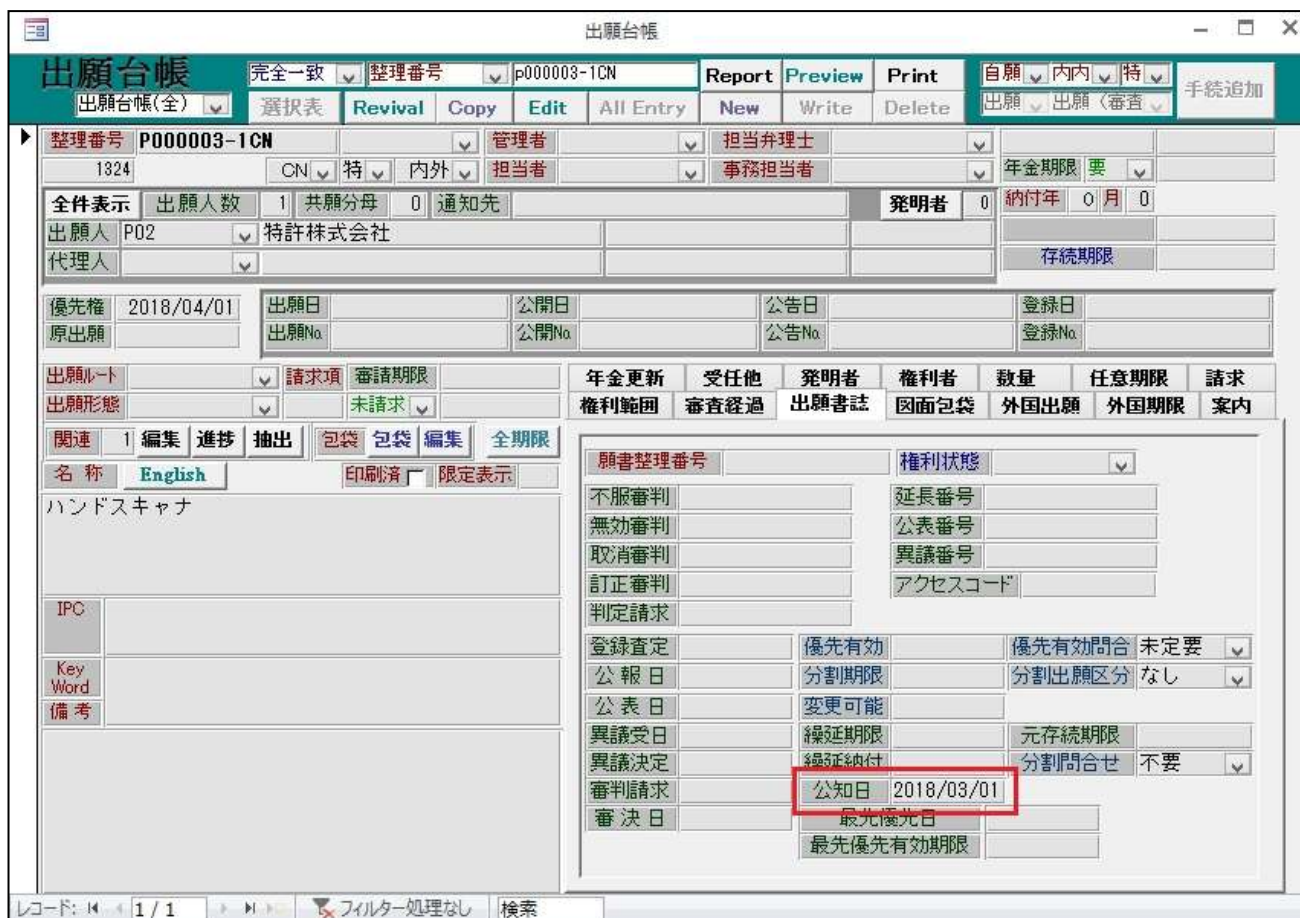 出願台帳
出願台帳 完全一致 整理番号 p000003-1CN Report Preview Print 自願 内内 特 手続追加
出願台帳(全) 選択表 Revival Copy Edit All Entry New Write Delete 出願 出願（審査
整理番号 P000003-1CN 管理者 担当弁理士
1324 CN 特 内外 担当者 事務担当者 年金期限 要
全件表示 出願人数 1 共願分母 0 通知先 発明者 0 納付年 0 月 0
出願人 P02 特許株式会社
代理人 存続期限
優先権 2018/04/01 出願日 公開日 公告日 登録日
原出願 出願No. 公開No. 公告No. 登録No.
出願ルート 請求項 審請期限 年金更新 受任他 発明者 権利者 数量 任意期限 請求
出願形態 未請求 権利範囲 審査経過 出願書誌 図面包袋 外国出願 外国期限 案内
関連 1 編集 進捗 抽出 包袋 包袋 編集 全期限
名 称 English 印刷済 限定表示
ハンドスキャナ
IPC
Key
Word
備 考
願書整理番号 権利状態
不服審判 延長番号
無効審判 公表番号
取消審判 異議番号
訂正審判 アクセスコード
判定請求
登録査定 優先有効 優先有効問合 未定要
公 報 日 分割期限 分割出願区分 なし
公 表 日 変更可能
異議受日 繰延期限 元存続期限
異議決定 繰延納付 分割問合せ 不要
審判請求 公知日 2018/03/01
審 決 日 最先優先日
最先優先有効期限
レコード: 1 / 1 フィルター処理なし 検索